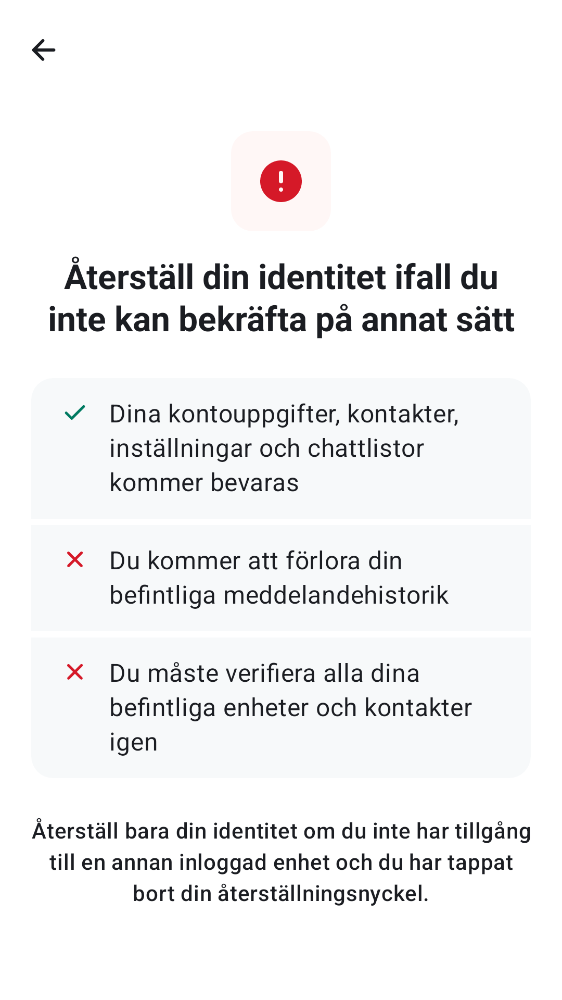 Återställ din identitet ifall du
inte kan bekräfta på annat sätt
Dina kontouppgifter, kontakter,
inställningar och chattlistor
kommer bevaras
Du kommer att förlora din
befintliga meddelandehistorik
Du måste verifiera alla dina
befintliga enheter och kontakter
igen
Återställ bara din identitet om du inte har tillgång
till en annan inloggad enhet och du har tappat
bort din återställningsnyckel.